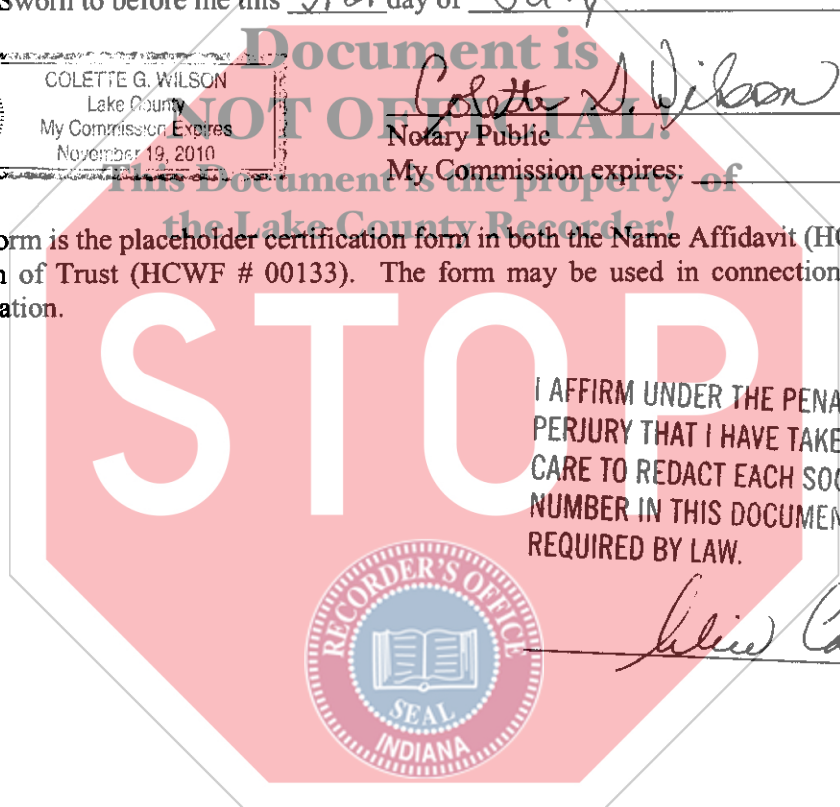 Sworn to before me this day of July
Document is
NOT OFFICIAL!
This Document is the property of
the Lake County Recorder!
COLETTE G. WILSON
Lake County
My Commission Expires
November 19, 2010
Colette G. Wilson
Notary Public
My Commission expires:
orm is the placeholder certification form in both the Name Affidavit (HC
n of Trust (HCWF # 00133). The form may be used in connection
ation.
STOP
I AFFIRM UNDER THE PENA
PERJURY THAT I HAVE TAKE
CARE TO REDACT EACH SOC
NUMBER IN THIS DOCUMEN
REQUIRED BY LAW.
RECORDER'S OFFICE
SEAL
INDIANA